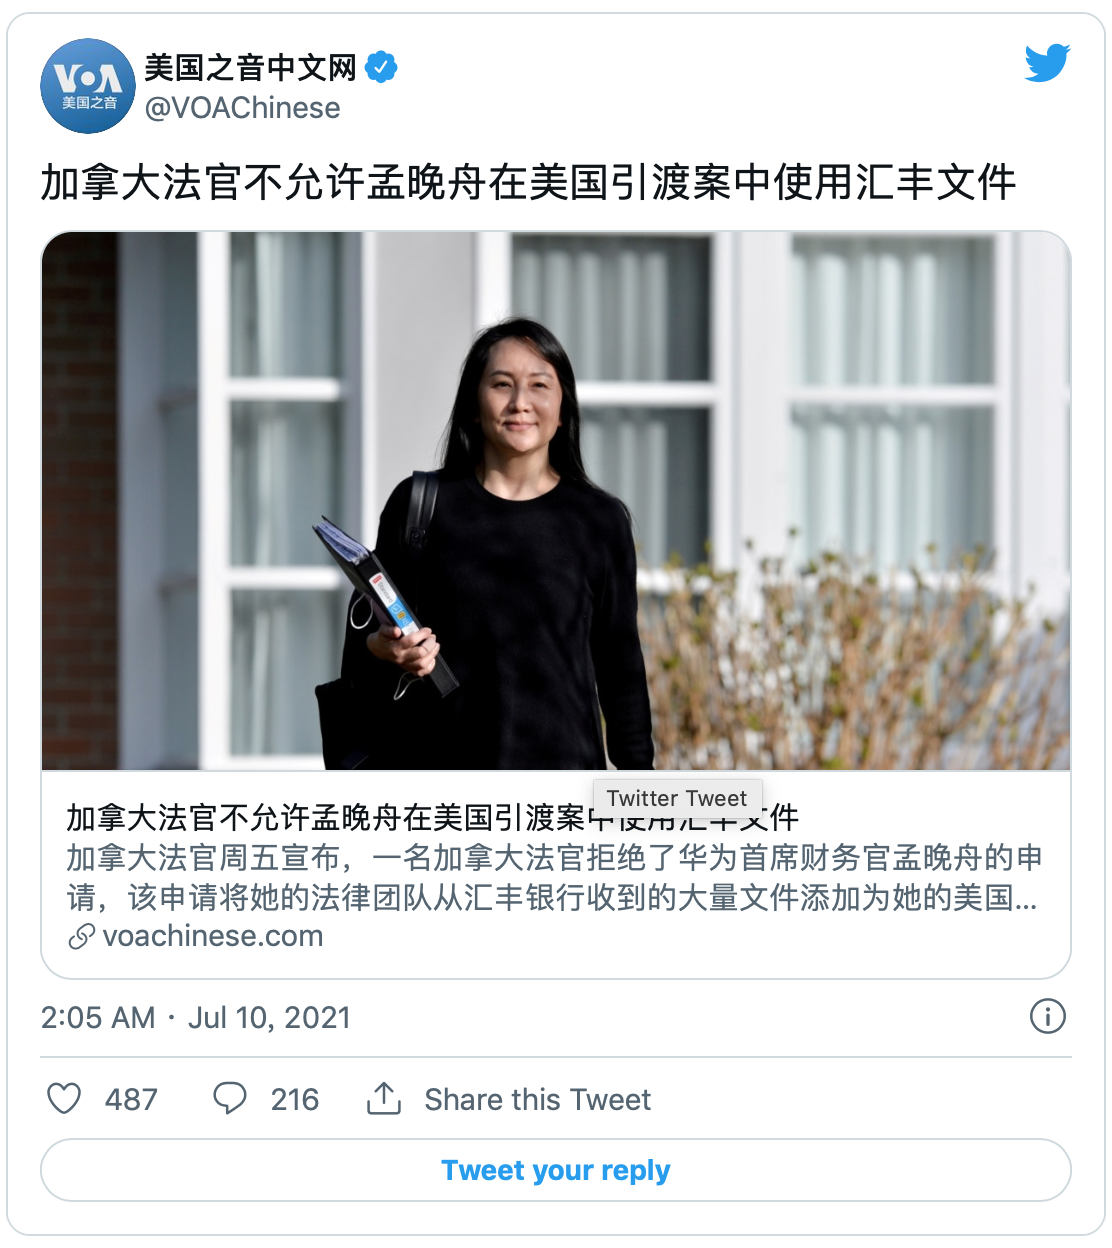 VOA
美国之音
美国之音中文网
@VOAChinese
加拿大法官不允许孟晚舟在美国引渡案中使用汇丰文件
Twitter Tweet
加拿大法官不允许孟晚舟在美国引渡案中使用汇丰文件
加拿大法官周五宣布，一名加拿大法官拒绝了华为首席财务官孟晚舟的申
请，该申请将她的法律团队从汇丰银行收到的大量文件添加为她的美国...
voachinese.com
2:05 AM · Jul 10, 2021
487 216 Share this Tweet
Tweet your reply